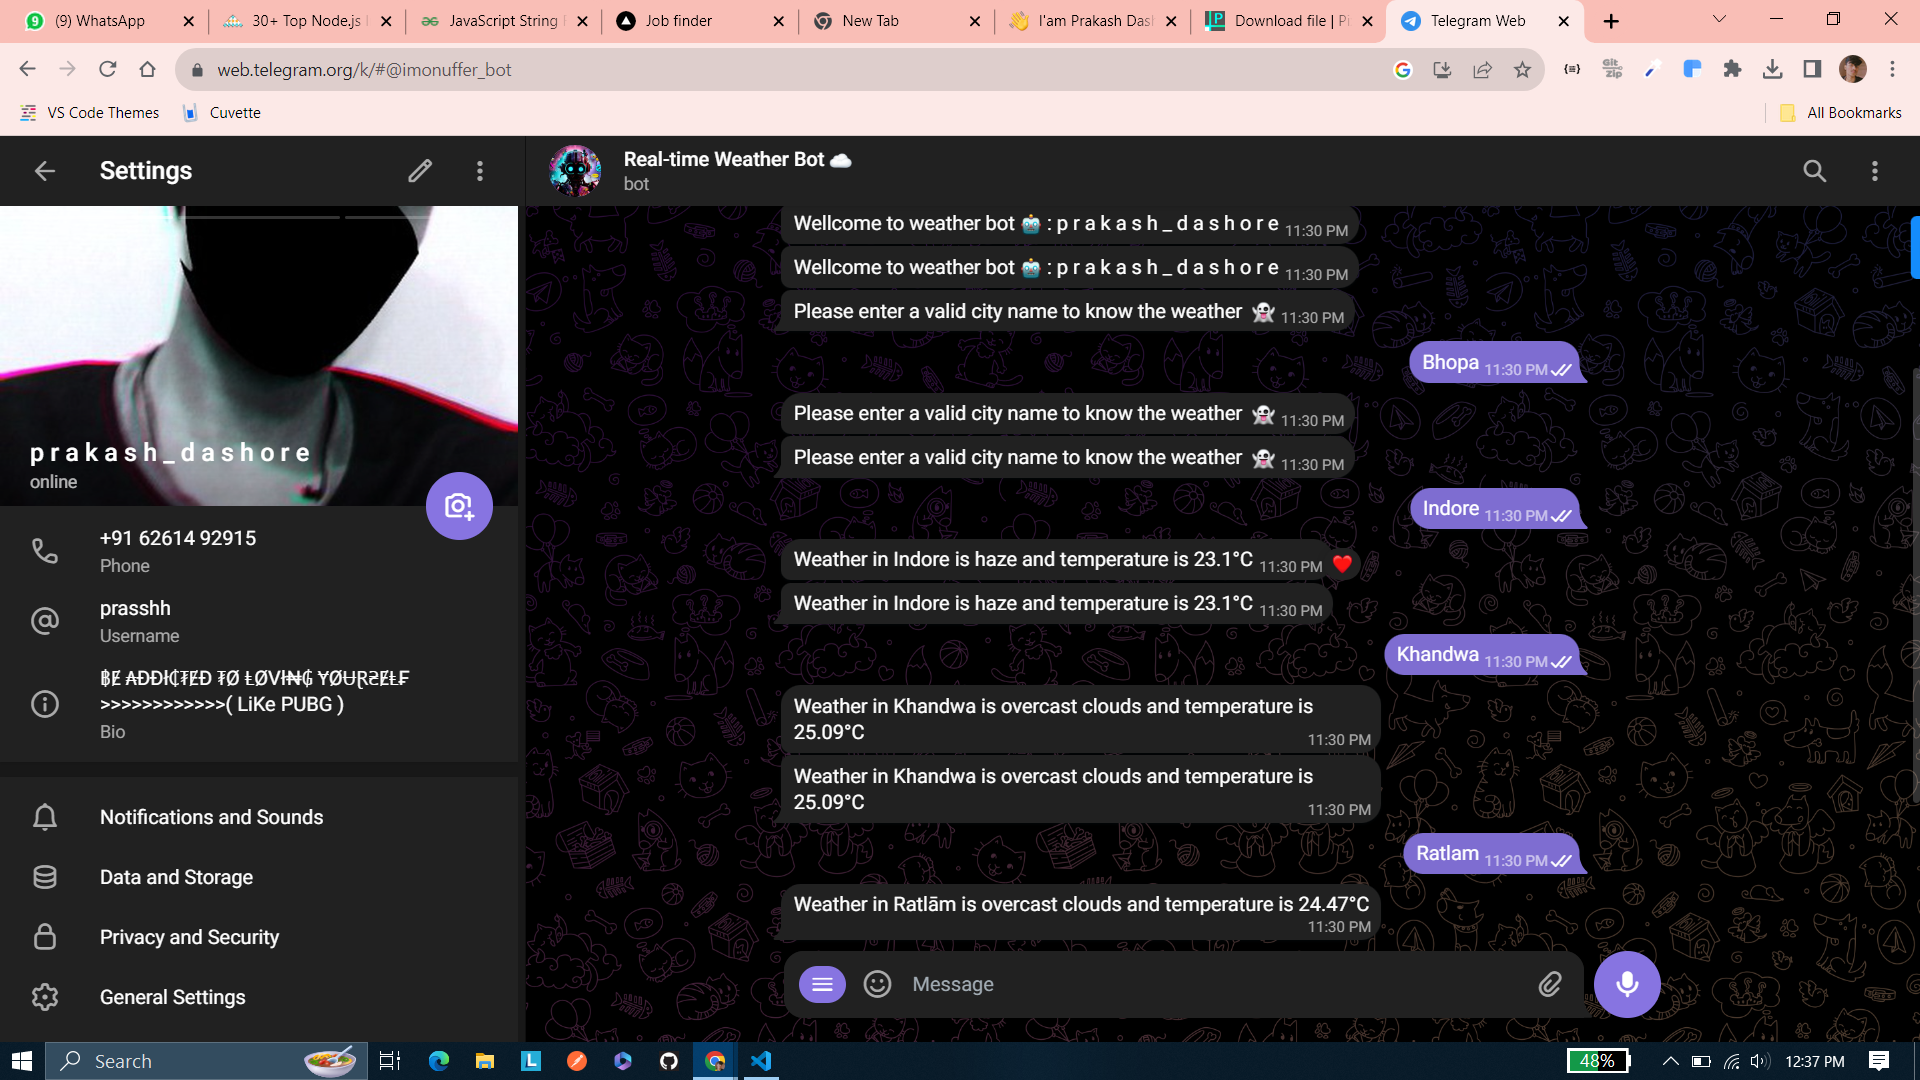 (9) WhatsApp
30+ Top Node.js
JavaScript String
Job finder
New Tab
I'am Prakash Das
Download file | Pi
Telegram Web
web.telegram.org/k/#@imonuffer_bot
VS Code Themes
Cuvette
All Bookmarks
Settings
Real-time Weather Bot ☁️
bot
p r a k a s h _ d a s h o r e
online
+91 62614 92915
Phone
prasshh
Username
฿Ɇ ₳ĐĐł₵₮ɆĐ ₮Ø ⱠØVł₦₲ ɎØɄⱤ₴ɆⱠ₣
>>>>>>>>>>>>( LiKe PUBG )
Bio
Notifications and Sounds
Data and Storage
Privacy and Security
General Settings
Wellcome to weather bot 🤖 : p r a k a s h _ d a s h o r e 11:30 PM
Wellcome to weather bot 🤖 : p r a k a s h _ d a s h o r e 11:30 PM
Please enter a valid city name to know the weather 👻 11:30 PM
Bhopa 11:30 PM
Please enter a valid city name to know the weather 👻 11:30 PM
Please enter a valid city name to know the weather 👻 11:30 PM
Indore 11:30 PM
Weather in Indore is haze and temperature is 23.1°C 11:30 PM ❤️
Weather in Indore is haze and temperature is 23.1°C 11:30 PM
Khandwa 11:30 PM
Weather in Khandwa is overcast clouds and temperature is
25.09°C 11:30 PM
Weather in Khandwa is overcast clouds and temperature is
25.09°C 11:30 PM
Ratlam 11:30 PM
Weather in Ratlām is overcast clouds and temperature is 24.47°C
11:30 PM
Message
Search
48%
12:37 PM